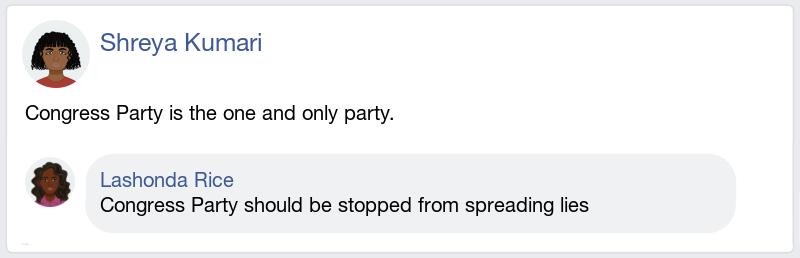 Shreya Kumari
Congress Party is the one and only party.
Lashonda Rice
Congress Party should be stopped from spreading lies